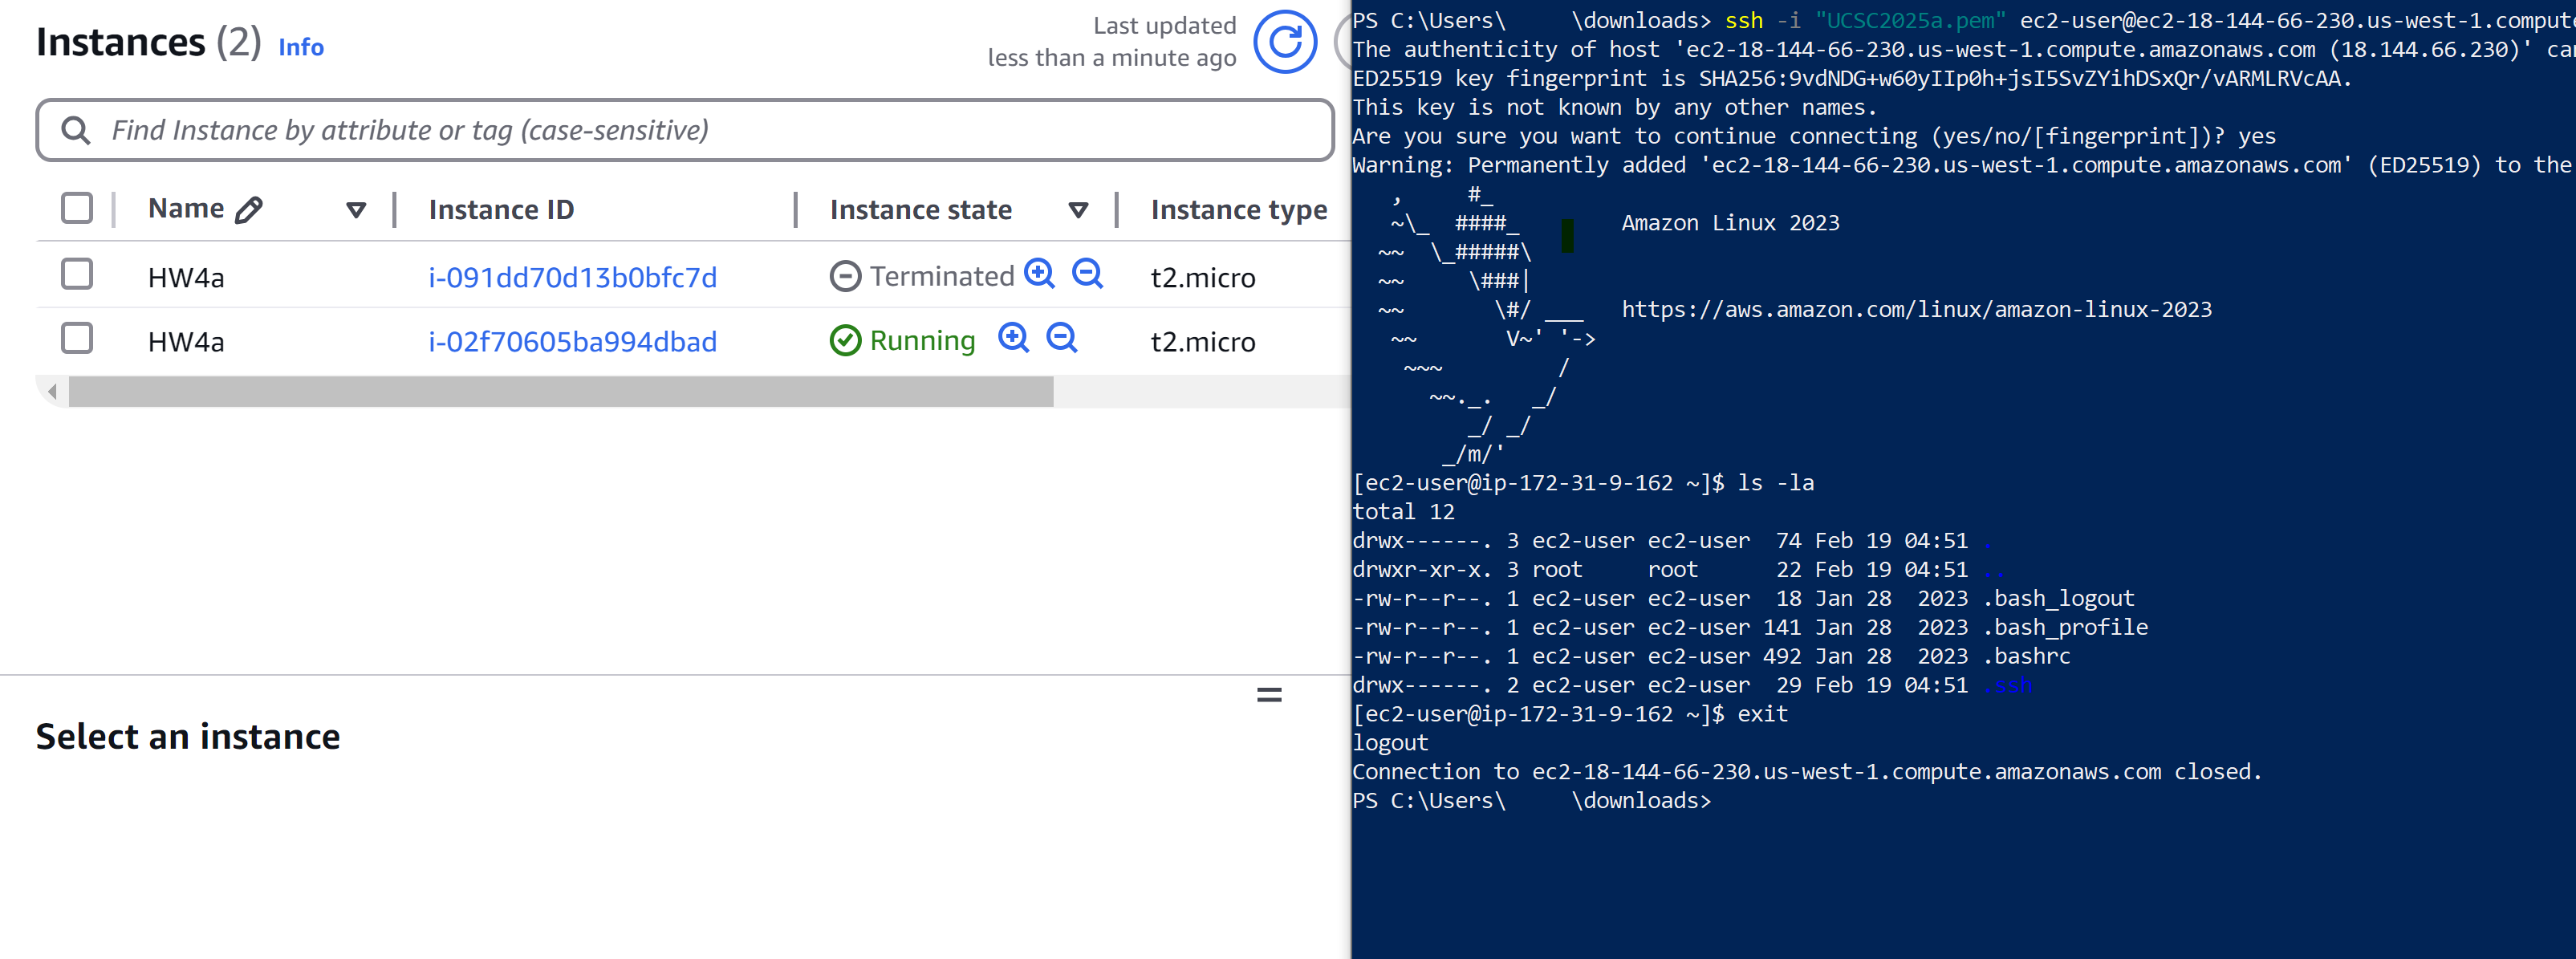 Instances (2) Info
Last updated
less than a minute ago
Find Instance by attribute or tag (case-sensitive)
Name Instance ID Instance state Instance type
HW4a i-091dd70d13b0bfc7d Terminated t2.micro
HW4a i-02f70605ba994dbad Running t2.micro
Select an instance
PS C:\Users\     \downloads> ssh -i "UCSC2025a.pem" ec2-user@ec2-18-144-66-230.us-west-1.compute
The authenticity of host 'ec2-18-144-66-230.us-west-1.compute.amazonaws.com (18.144.66.230)' ca
ED25519 key fingerprint is SHA256:9vdNDG+w60yIIp0h+jsI5SvZYihDSxQr/vARMLRVcAA.
This key is not known by any other names.
Are you sure you want to continue connecting (yes/no/[fingerprint])? yes
Warning: Permanently added 'ec2-18-144-66-230.us-west-1.compute.amazonaws.com' (ED25519) to the
   ,     #_
   ~\_  ####_        Amazon Linux 2023
  ~~  \_#####\
  ~~     \###|
  ~~       \#/ ___   https://aws.amazon.com/linux/amazon-linux-2023
   ~~       V~' '->
    ~~~         /
      ~~._.   _/
         _/ _/
       _/m/'
[ec2-user@ip-172-31-9-162 ~]$ ls -la
total 12
drwx------. 3 ec2-user ec2-user  74 Feb 19 04:51 .
drwxr-xr-x. 3 root     root      22 Feb 19 04:51 ..
-rw-r--r--. 1 ec2-user ec2-user  18 Jan 28  2023 .bash_logout
-rw-r--r--. 1 ec2-user ec2-user 141 Jan 28  2023 .bash_profile
-rw-r--r--. 1 ec2-user ec2-user 492 Jan 28  2023 .bashrc
drwx------. 2 ec2-user ec2-user  29 Feb 19 04:51 .ssh
[ec2-user@ip-172-31-9-162 ~]$ exit
logout
Connection to ec2-18-144-66-230.us-west-1.compute.amazonaws.com closed.
PS C:\Users\     \downloads>